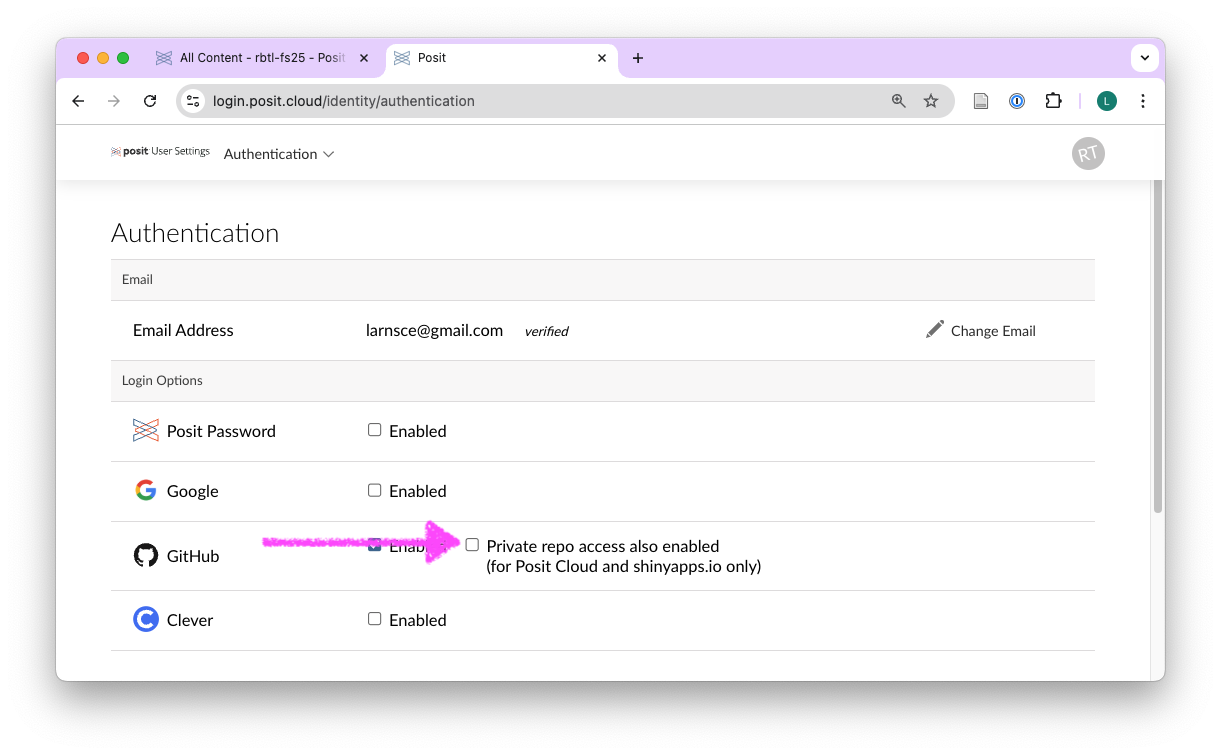 All Content - rbtl-fs25 - Posit
Posit
login.posit.cloud/identity/authentication
L
posit User Settings
Authentication
RT
Authentication
Email
Email Address larnsce@gmail.com verified Change Email
Login Options
Posit Password Enabled
Google Enabled
GitHub Enabled Private repo access also enabled
(for Posit Cloud and shinyapps.io only)
Clever Enabled